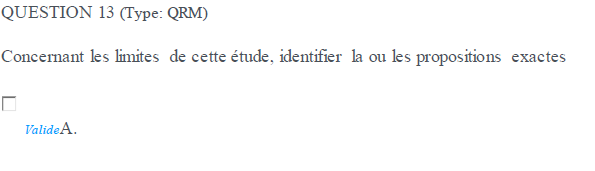 QUESTION 13 (Type: QRM)
Concernant les limites de cette étude, identifier la ou les propositions exactes
ValideA.